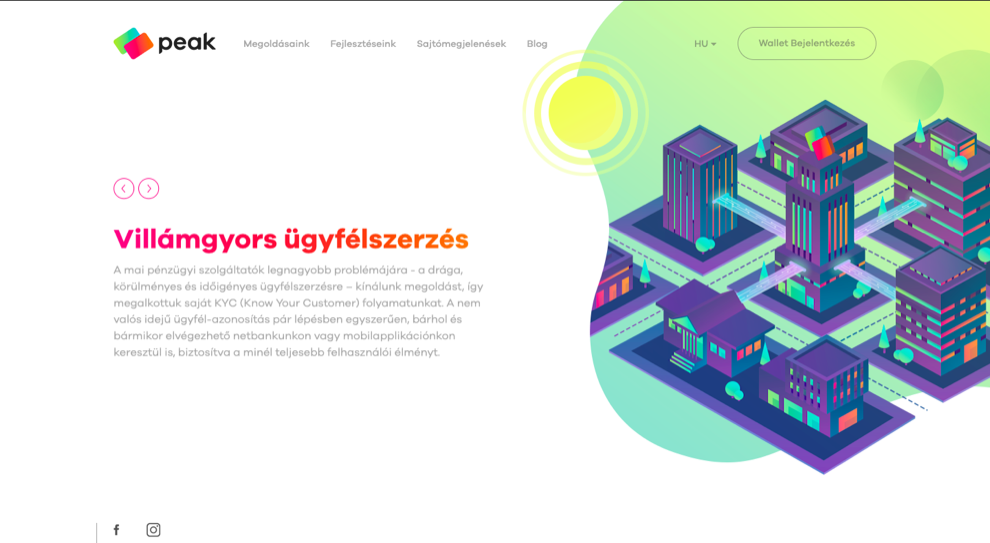 peak
Megoldásaink Fejlesztéseink Sajtómegjelenések Blog
HU
Wallet Bejelentkezés
Villámgyors ügyfélszerzés
A mai pénzügyi szolgáltatók legnagyobb problémájára - a drága,
körülményes és időigényes ügyfélszerzésre – kínálunk megoldást, így
megalkottuk saját KYC (Know Your Customer) folyamatunkat. A nem
valós idejű ügyfél-azonosítás pár lépésben egyszerűen, bárhol és
bármikor elvégezhető netbankunkon vagy mobilapplikációnkon
keresztül is, biztosítva a minél teljesebb felhasználói élményt.